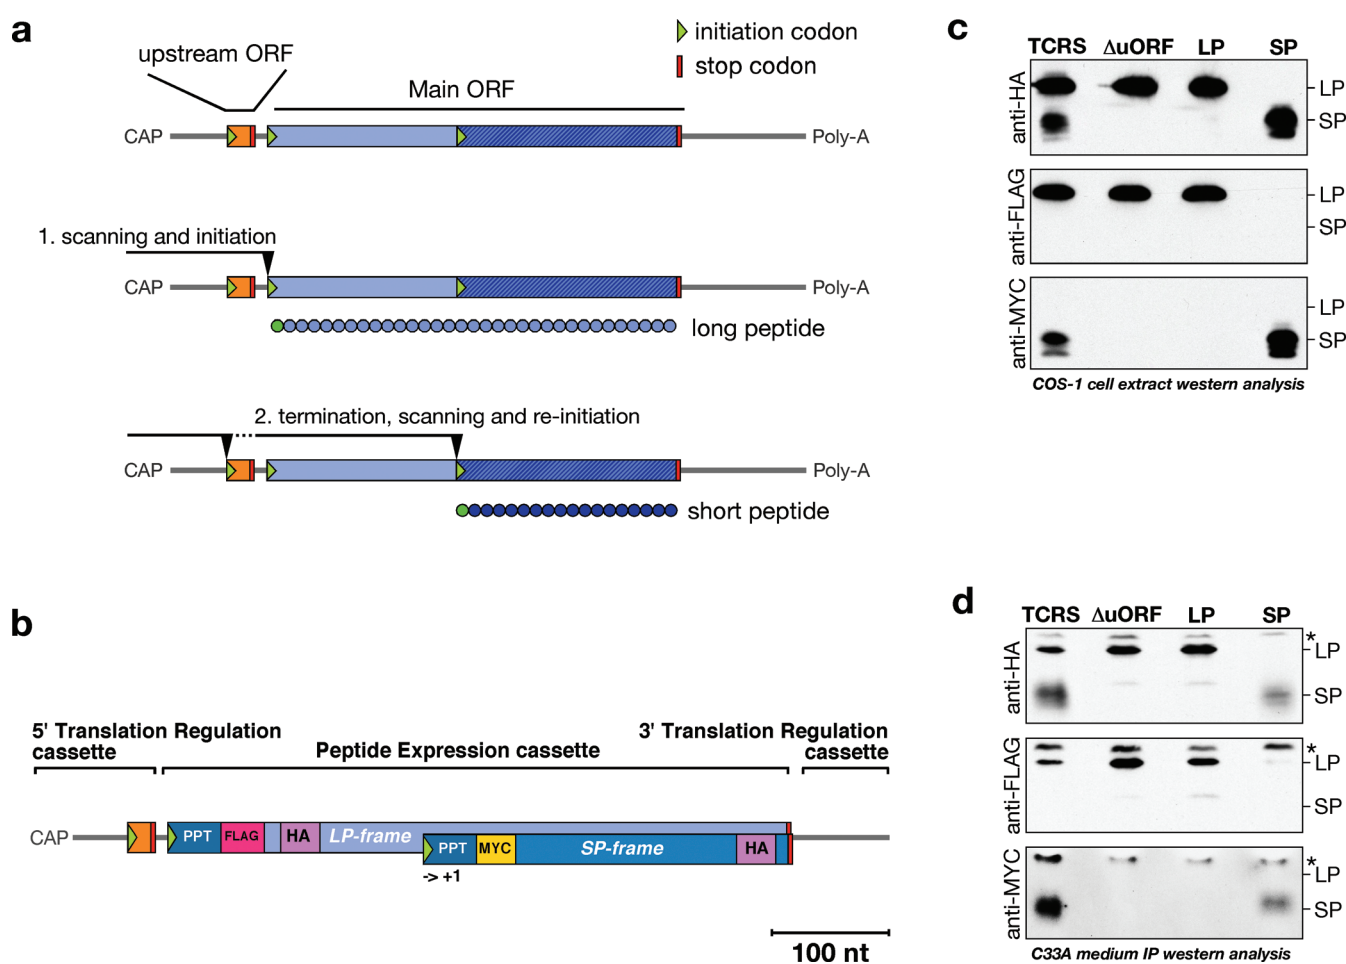 a
initiation codon
stop codon
upstream ORF
Main ORF
CAP
Poly-A
1. scanning and initiation
CAP
Poly-A
long peptide
2. termination, scanning and re-initiation
CAP
Poly-A
short peptide
b
5' Translation Regulation
cassette
Peptide Expression cassette
3' Translation Regulation
cassette
CAP
PPT
FLAG
HA
LP-frame
PPT
MYC
SP-frame
HA
-> +1
100 nt
c
TCRS ΔuORF LP SP
anti-HA
LP
SP
anti-FLAG
LP
SP
anti-MYC
LP
SP
COS-1 cell extract western analysis
d
TCRS ΔuORF LP SP
anti-HA
*
LP
SP
anti-FLAG
*
LP
SP
anti-MYC
*
LP
SP
C33A medium IP western analysis